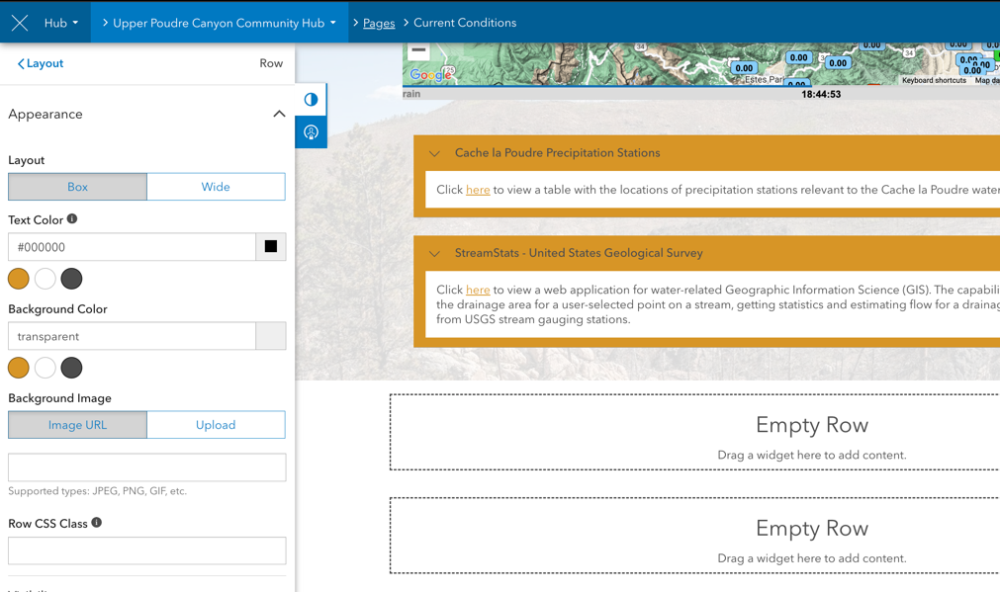 Hub
Upper Poudre Canyon Community Hub
Pages
Current Conditions
Layout
Row
Appearance
Layout
Box
Wide
Text Color
#000000
Background Color
transparent
Background Image
Image URL
Upload
Supported types: JPEG, PNG, GIF, etc.
Row CSS Class
34
0.00
0.00
34
0.00
0.00
0.00
0.00
0.00
0.00
Google
Estes Park
Keyboard shortcuts
Map da
rain
18:44:53
Cache la Poudre Precipitation Stations
Click here to view a table with the locations of precipitation stations relevant to the Cache la Poudre water
StreamStats - United States Geological Survey
Click here to view a web application for water-related Geographic Information Science (GIS). The capabili
the drainage area for a user-selected point on a stream, getting statistics and estimating flow for a drainag
from USGS stream gauging stations.
Empty Row
Drag a widget here to add content.
Empty Row
Drag a widget here to add content.